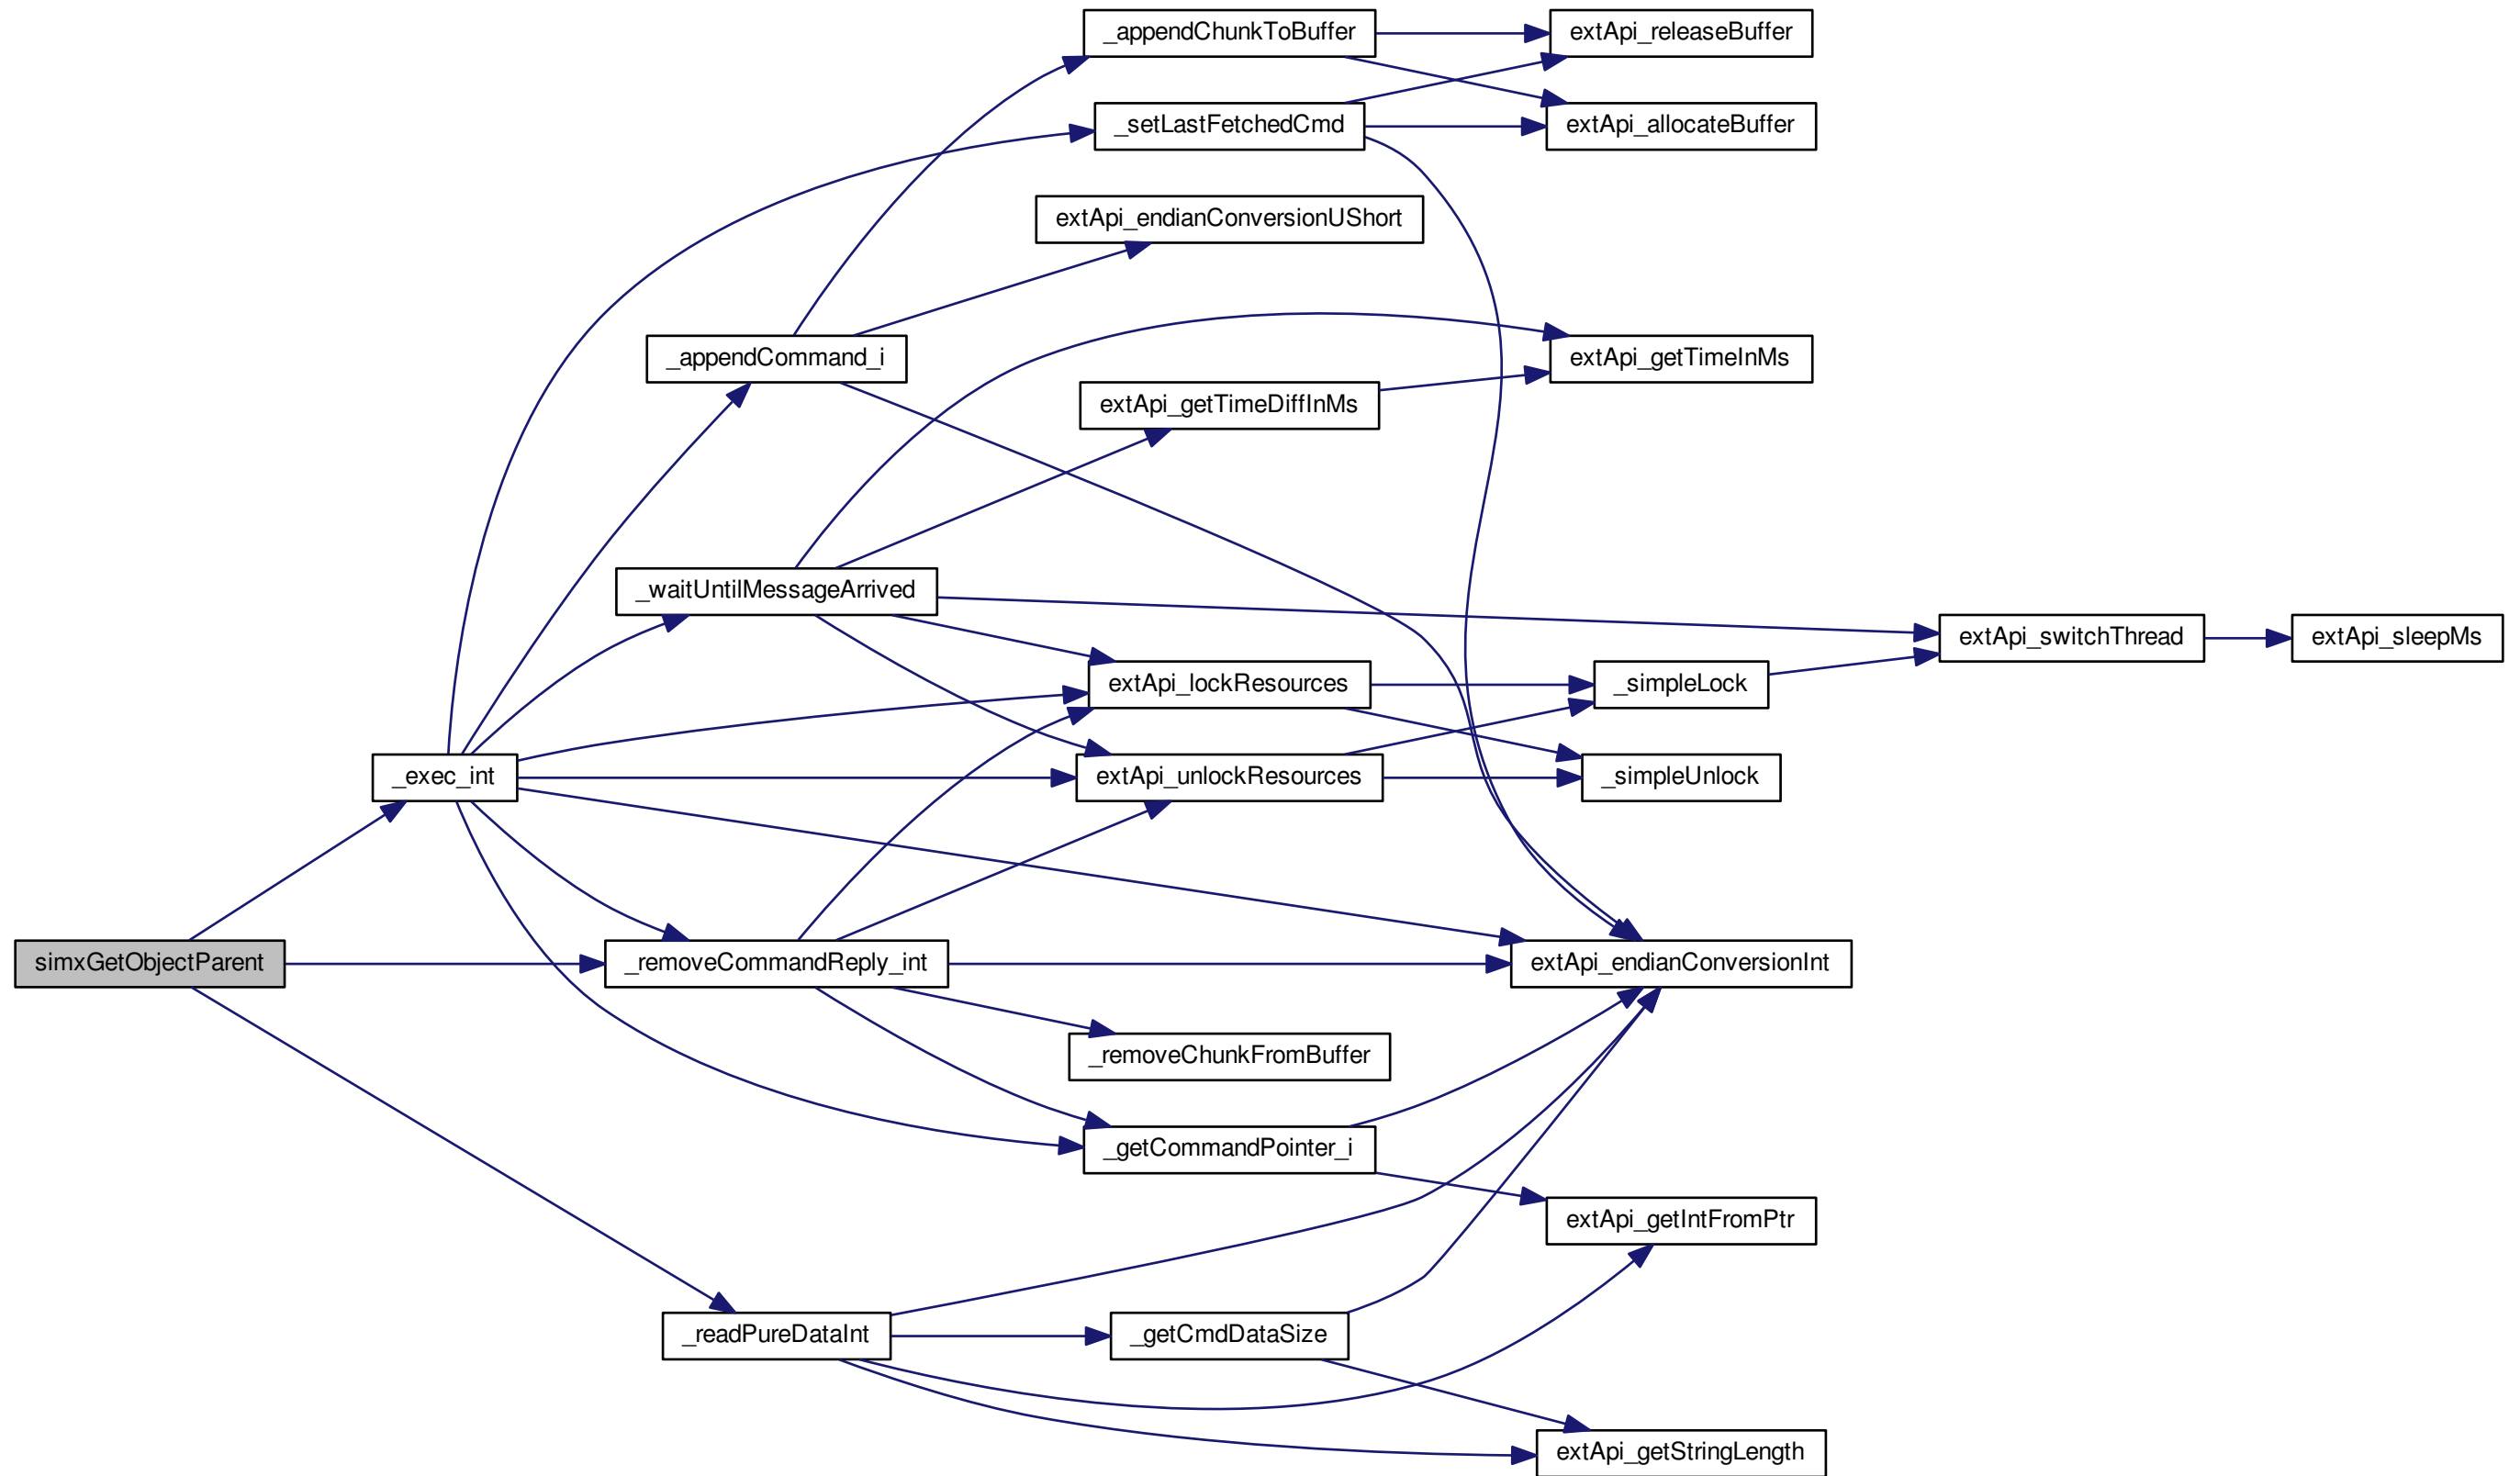 _appendChunkToBuffer
extApi_releaseBuffer
_setLastFetchedCmd
extApi_allocateBuffer
extApi_endianConversionUShort
_appendCommand_i
extApi_getTimeInMs
extApi_getTimeDiffInMs
_waitUntilMessageArrived
extApi_switchThread
extApi_sleepMs
extApi_lockResources
_simpleLock
_exec_int
extApi_unlockResources
_simpleUnlock
simxGetObjectParent
_removeCommandReply_int
extApi_endianConversionInt
_removeChunkFromBuffer
_getCommandPointer_i
extApi_getIntFromPtr
_readPureDataInt
_getCmdDataSize
extApi_getStringLength